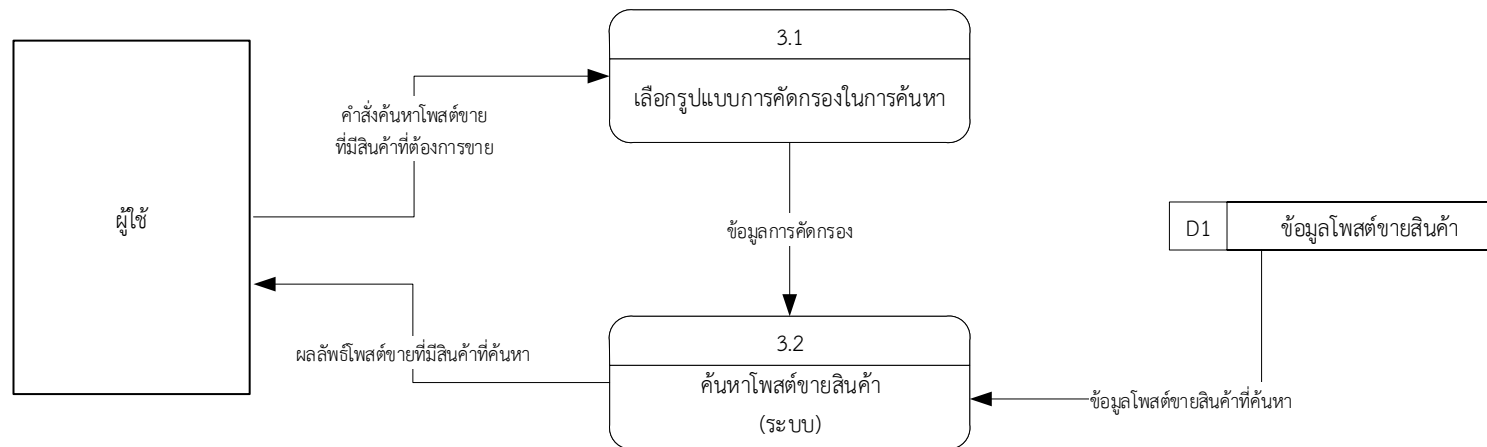 3.1
เลือกรูปแบบการคัดกรองในการค้นหา
คำสั่งค้นหาโพสต์ขาย
ที่มีสินค้าที่ต้องการขาย
ผู้ใช้
ข้อมูลการคัดกรอง
D1 ข้อมูลโพสต์ขายสินค้า
3.2
ผลลัพธ์โพสต์ขายที่มีสินค้าที่ค้นหา
ค้นหาโพสต์ขายสินค้า
(ระบบ)
ข้อมูลโพสต์ขายสินค้าที่ค้นหา